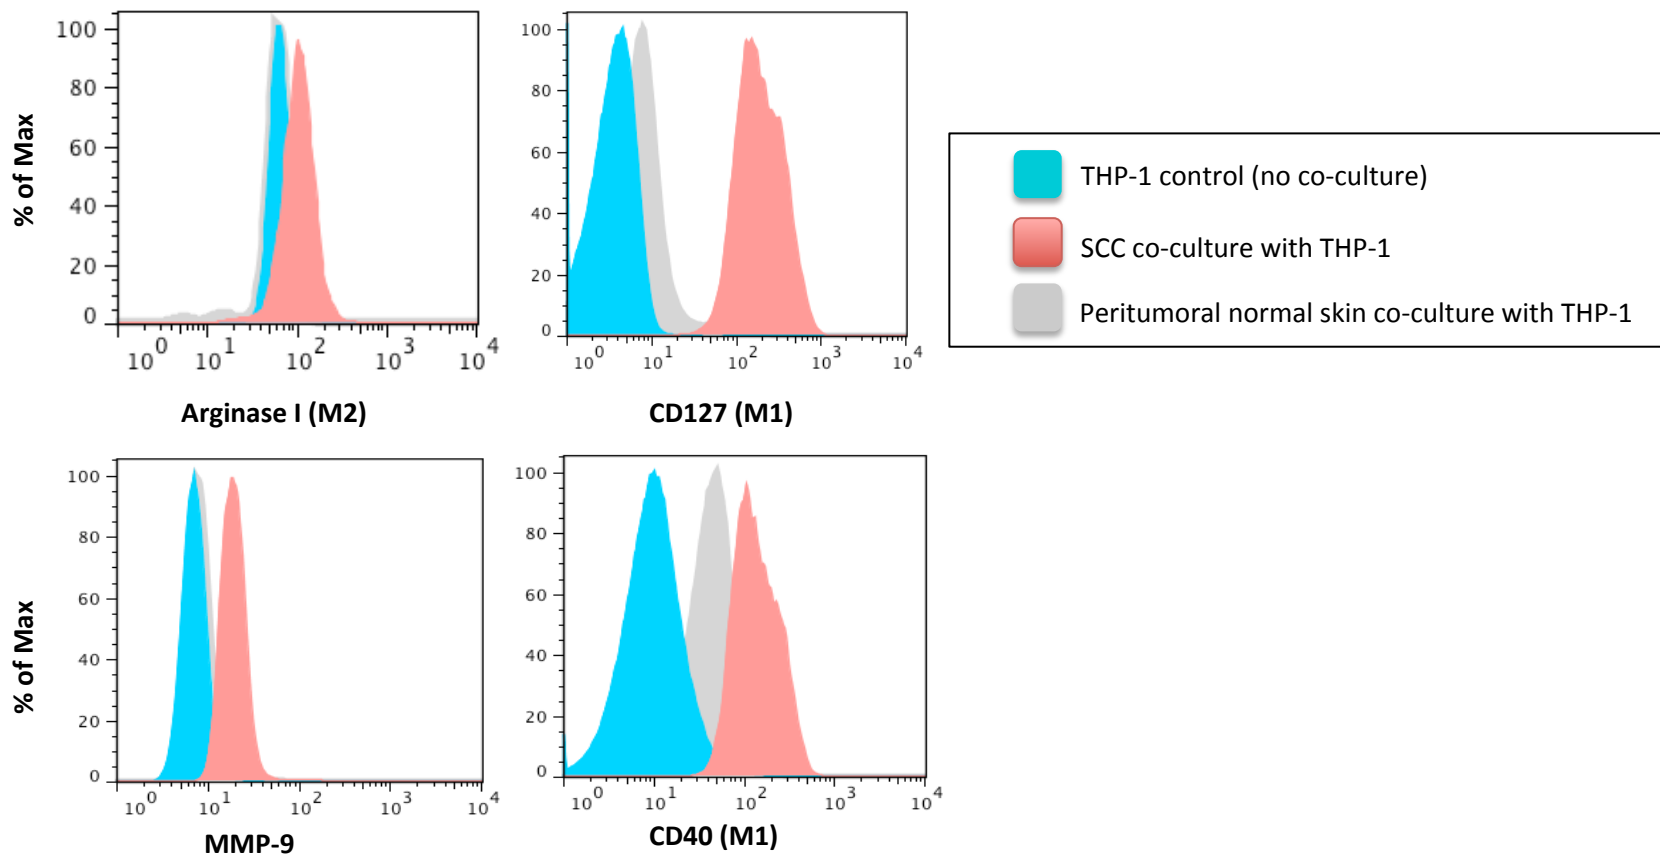 % of Max
100
80
60
40
20
0
10^0 10^1 10^2 10^3 10^4
Arginase I (M2)
100
80
60
40
20
0
10^0 10^1 10^2 10^3 10^4
CD127 (M1)
THP-1 control (no co-culture)
SCC co-culture with THP-1
Peritumoral normal skin co-culture with THP-1
% of Max
100
80
60
40
20
0
10^0 10^1 10^2 10^3 10^4
MMP-9
100
80
60
40
20
0
10^0 10^1 10^2 10^3 10^4
CD40 (M1)